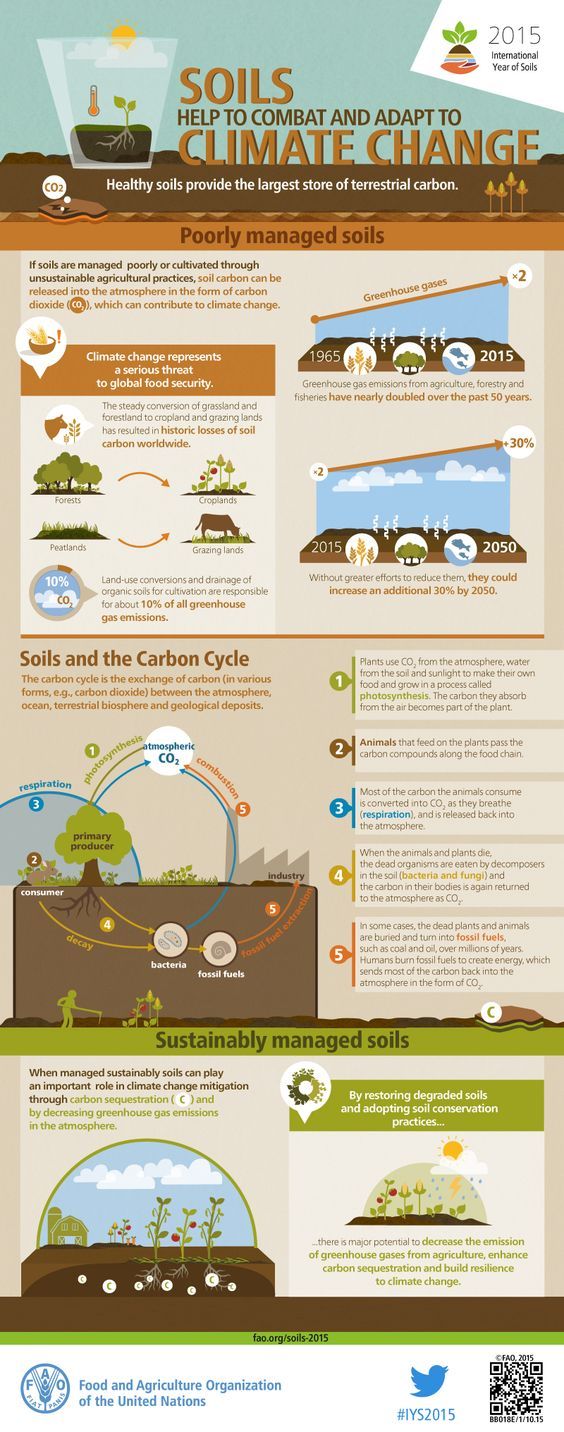 2015
International
Year of Soils
SOILS
HELP TO COMBAT AND ADAPT TO
CLIMATE CHANGE
CO2
Healthy soils provide the largest store of terrestrial carbon.
Poorly managed soils
If soils are managed poorly or cultivated through
unsustainable agricultural practices, soil carbon can be
released into the atmosphere in the form of carbon
dioxide (CO2), which can contribute to climate change.
Greenhouse gases
×2
1965
2015
Greenhouse gas emissions from agriculture, forestry and
fisheries have nearly doubled over the past 50 years.
Climate change represents
a serious threat
to global food security.
The steady conversion of grassland and
forestland to cropland and grazing lands
has resulted in historic losses of soil
carbon worldwide.
Forests
Croplands
Peatlands
Grazing lands
10%
CO2
Land-use conversions and drainage of
organic soils for cultivation are responsible
for about 10% of all greenhouse
gas emissions.
+30%
×2
2015
2050
Without greater efforts to reduce them, they could
increase an additional 30% by 2050.
Soils and the Carbon Cycle
The carbon cycle is the exchange of carbon (in various
forms, e.g., carbon dioxide) between the atmosphere,
ocean, terrestrial biosphere and geological deposits.
1
photosynthesis
atmospheric
CO2
combustion
5
respiration
3
primary
producer
2
consumer
industry
4
decay
bacteria
fossil fuels
5
fossil fuel extraction
1
Plants use CO2 from the atmosphere, water
from the soil and sunlight to make their own
food and grow in a process called
photosynthesis. The carbon they absorb
from the air becomes part of the plant.
2
Animals that feed on the plants pass the
carbon compounds along the food chain.
3
Most of the carbon the animals consume
is converted into CO2 as they breathe
(respiration), and is released back into
the atmosphere.
4
When the animals and plants die,
the dead organisms are eaten by decomposers
in the soil (bacteria and fungi) and
the carbon in their bodies is again returned
to the atmosphere as CO2.
5
In some cases, the dead plants and animals
are buried and turn into fossil fuels,
such as coal and oil, over millions of years.
Humans burn fossil fuels to create energy, which
sends most of the carbon back into the
atmosphere in the form of CO2.
C
Sustainably managed soils
When managed sustainably soils can play
an important role in climate change mitigation
through carbon sequestration (C) and
by decreasing greenhouse gas emissions
in the atmosphere.
C C C C C C C
By restoring degraded soils
and adopting soil conservation
practices...
...there is major potential to decrease the emission
of greenhouse gases from agriculture, enhance
carbon sequestration and build resilience
to climate change.
fao.org/soils-2015
F A O
FIAT PANIS
Food and Agriculture Organization
of the United Nations
#IYS2015
©FAO, 2015
BB018E/1/10.15